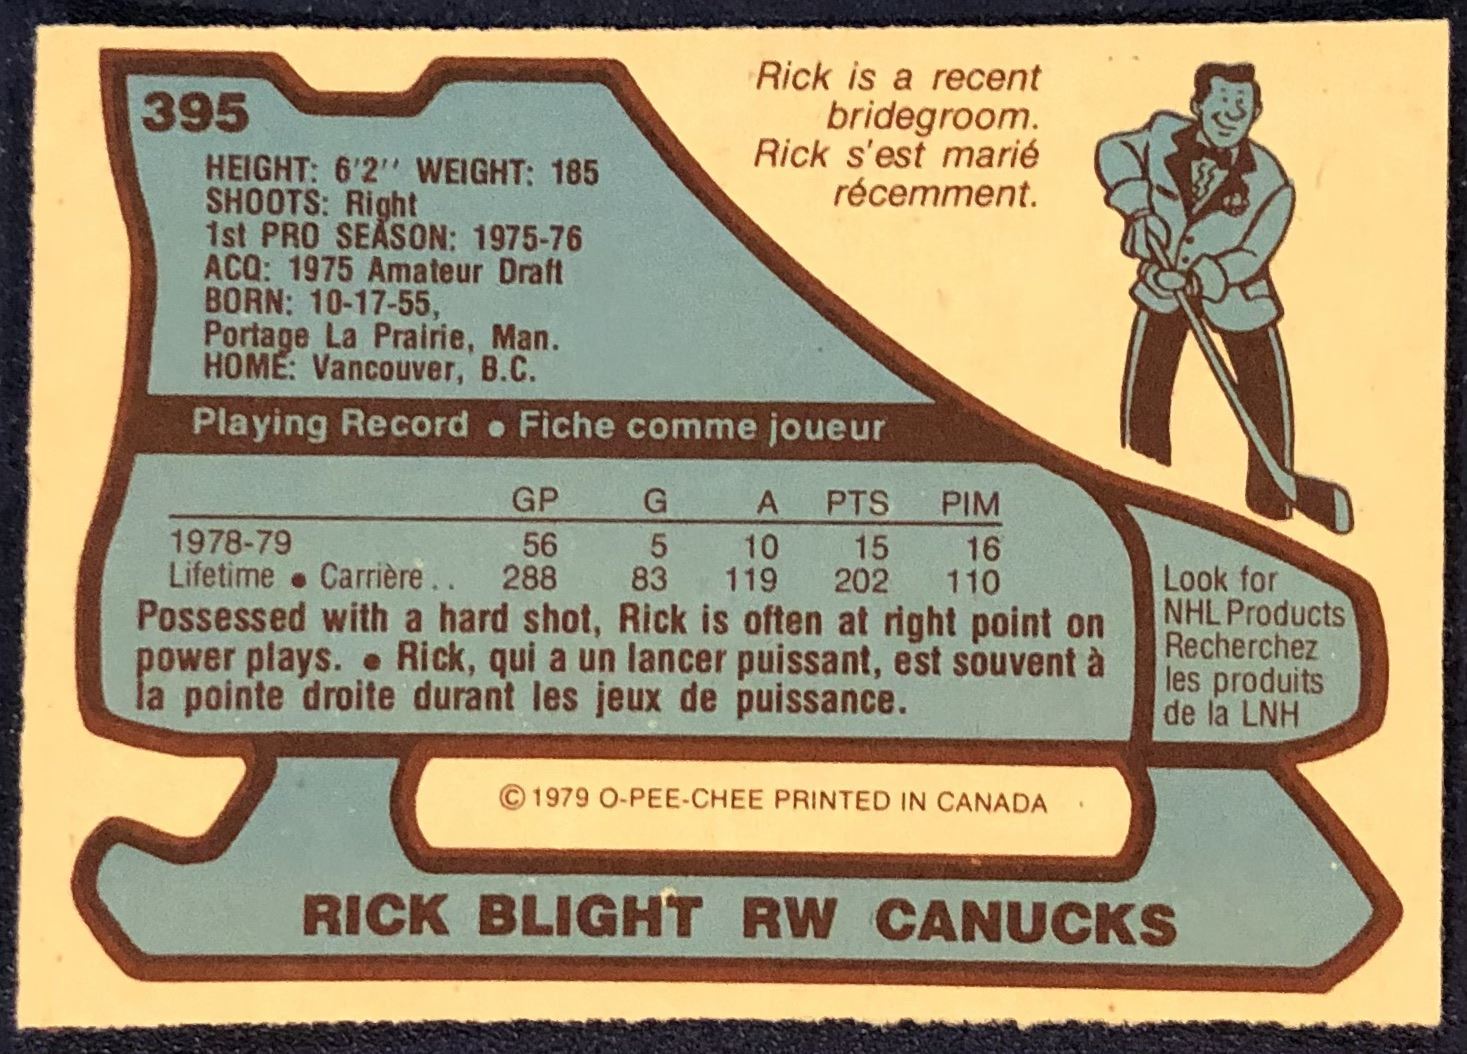 395
HEIGHT: 6'2'' WEIGHT: 185
SHOOTS: Right
1st PRO SEASON: 1975-76
ACQ: 1975 Amateur Draft
BORN: 10-17-55,
Portage La Prairie, Man.
HOME: Vancouver, B.C.
Rick is a recent
bridegroom.
Rick s'est marié
récemment.
Playing Record • Fiche comme joueur
GP G A PTS PIM
1978-79 56 5 10 15 16
Lifetime • Carrière .. 288 83 119 202 110
Possessed with a hard shot, Rick is often at right point on
power plays. • Rick, qui a un lancer puissant, est souvent à
la pointe droite durant les jeux de puissance.
Look for
NHL Products
Recherchez
les produits
de la LNH
© 1979 O-PEE-CHEE PRINTED IN CANADA
RICK BLIGHT RW CANUCKS